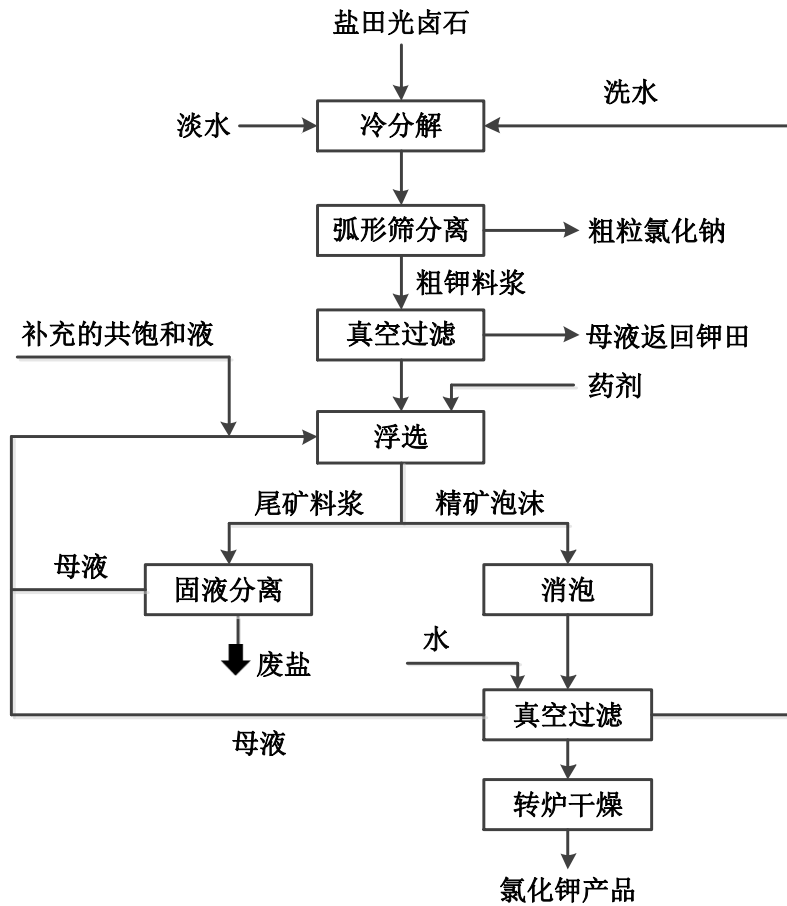 盐田光卤石
洗水
淡水
冷分解
弧形筛分离
粗粒氯化钠
粗钾料浆
补充的共饱和液
真空过滤
母液返回钾田
药剂
浮选
尾矿料浆
精矿泡沫
母液
固液分离
消泡
水
废盐
真空过滤
母液
转炉干燥
氯化钾产品